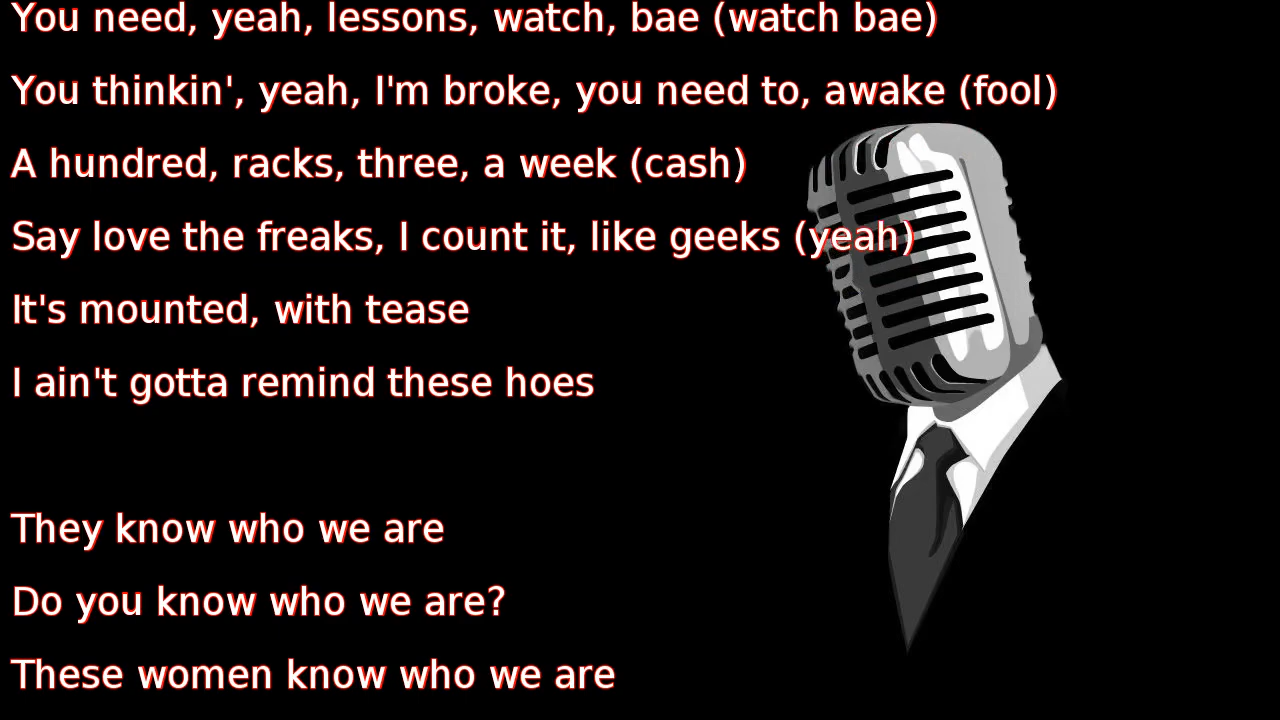 You need, yeah, lessons, watch, bae (watch bae)
You thinkin', yeah, I'm broke, you need to, awake (fool)
A hundred, racks, three, a week (cash)
Say love the freaks, I count it, like geeks (yeah)
It's mounted, with tease
I ain't gotta remind these hoes
They know who we are
Do you know who we are?
These women know who we are